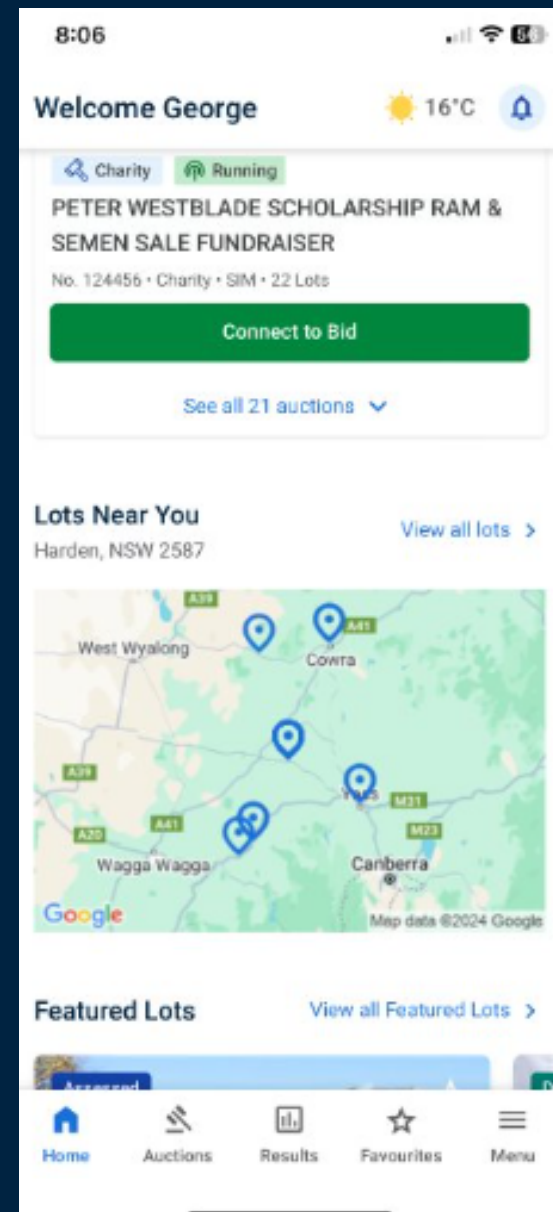 8:06
Welcome George
16°C
Charity
Running
PETER WESTBLADE SCHOLARSHIP RAM &
SEMEN SALE FUNDRAISER
No. 124456 • Charity • SIM • 22 Lots
Connect to Bid
See all 21 auctions
Lots Near You
View all lots >
Harden, NSW 2587
A39
West Wyalong
A41
Cowra
A39
Yass
M31
A41
A20
M23
Wagga Wagga
Canberra
Google
Map data ©2024 Google
Featured Lots
View all Featured Lots >
Assessed
Home
Auctions
Results
Favourites
Menu